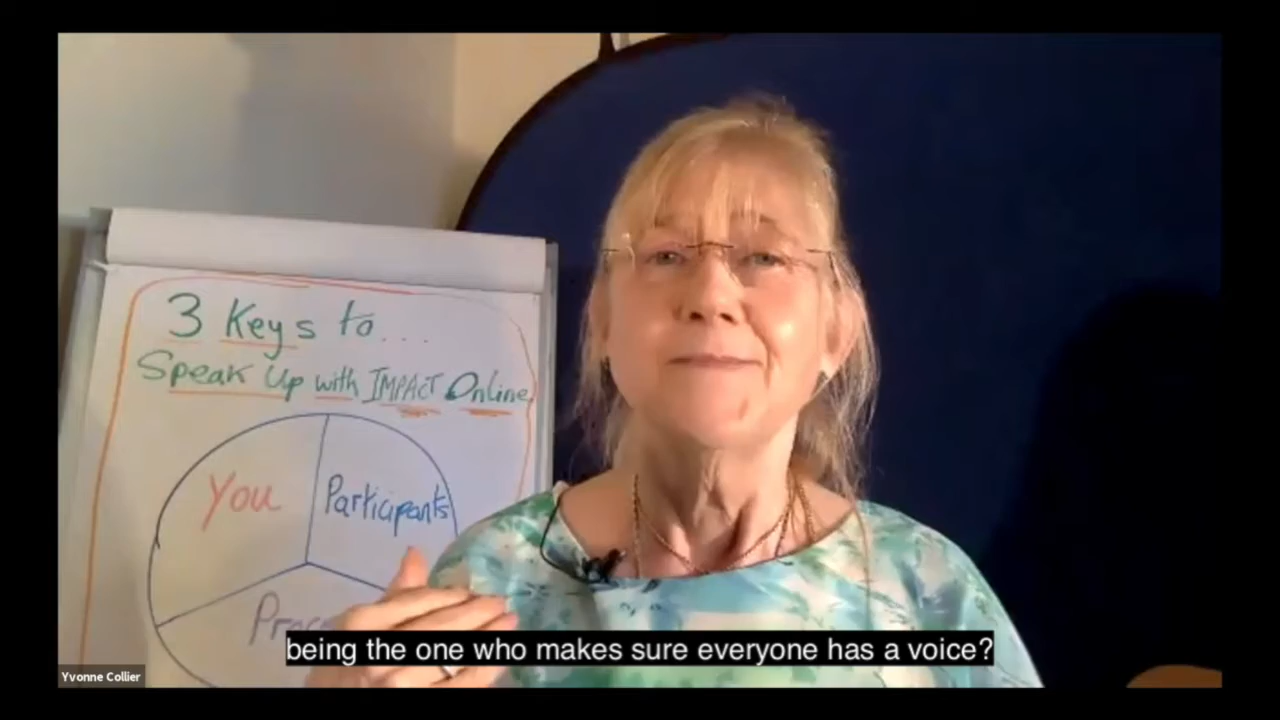 3 Keys to...
Speak Up with IMPACT Online
You
Participants
being the one who makes sure everyone has a voice?
Yvonne Collier